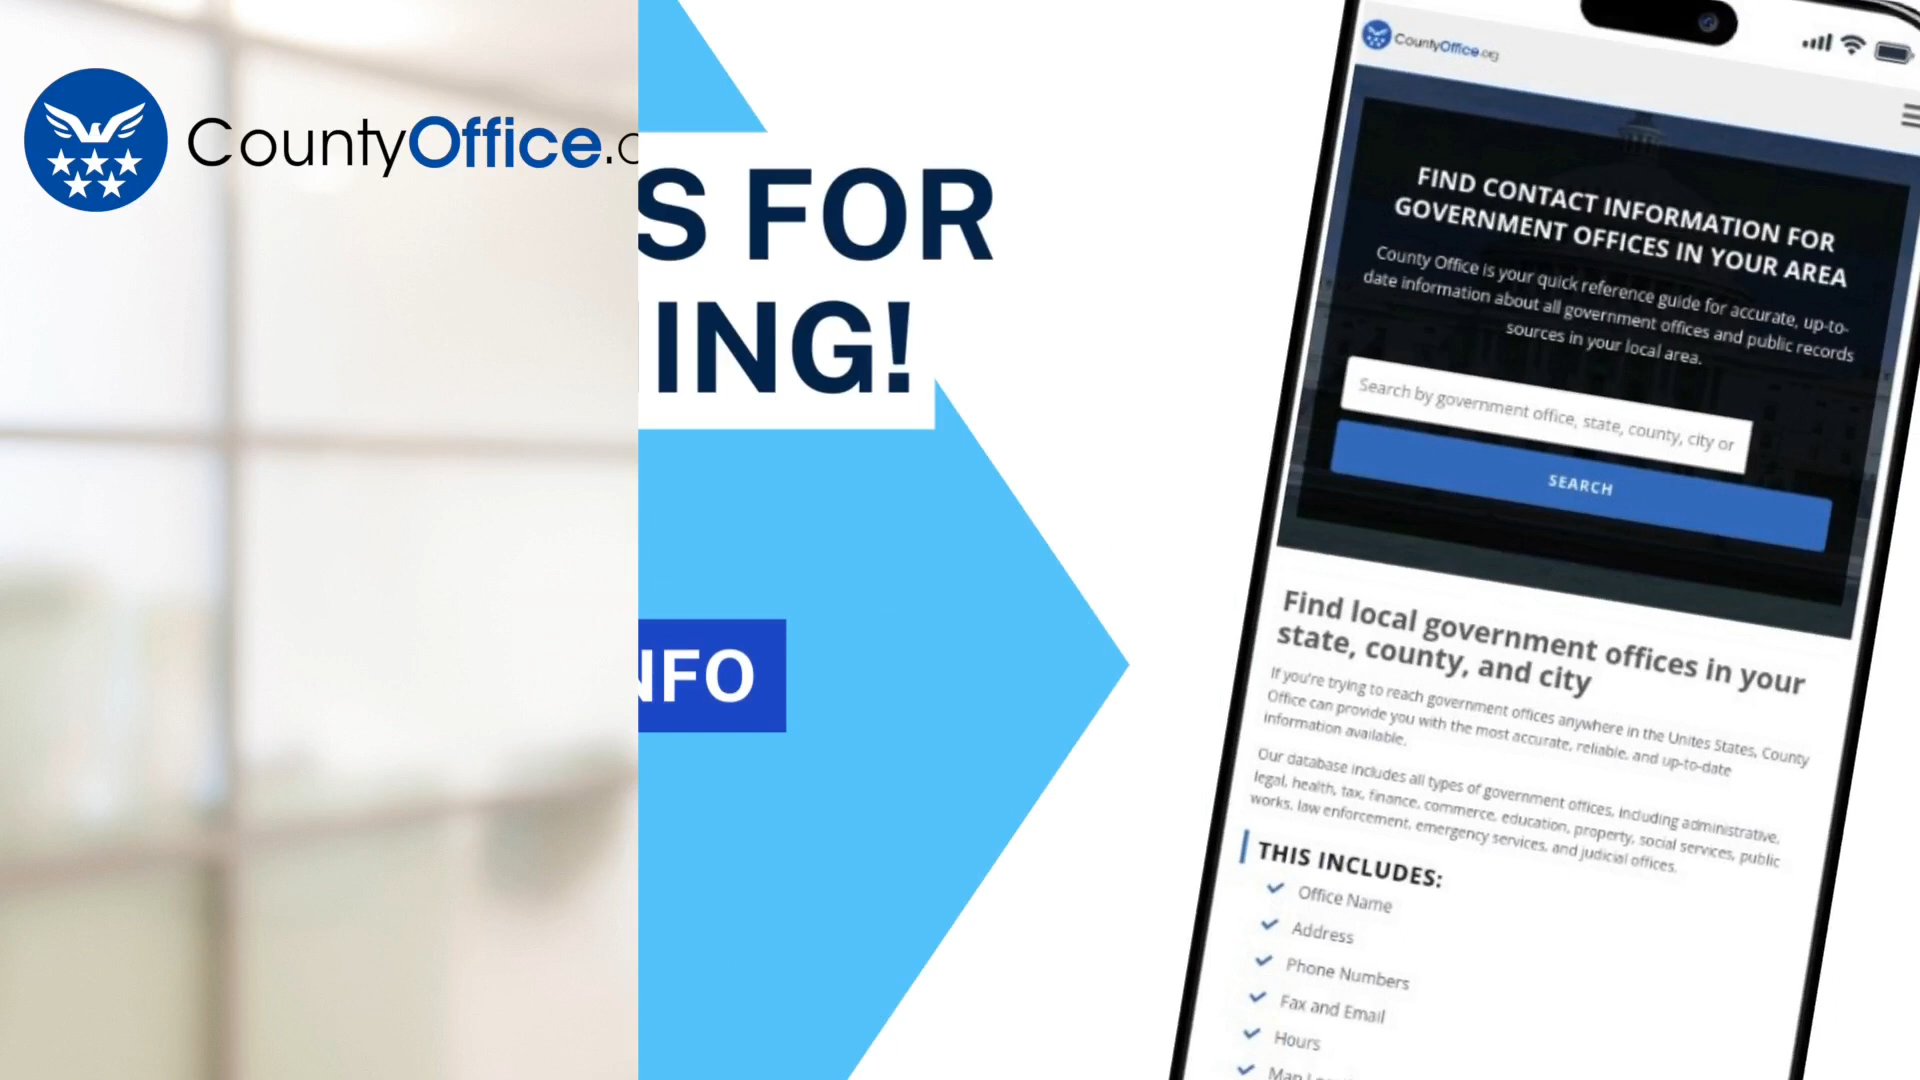 CountyOffice.
S FOR
ING!
NFO
CountyOffice.org
FIND CONTACT INFORMATION FOR
GOVERNMENT OFFICES IN YOUR AREA
County Office is your quick reference guide for accurate, up-to-
date information about all government offices and public records
sources in your local area.
Search by government office, state, county, city or
SEARCH
Find local government offices in your
state, county, and city
If you're trying to reach government offices anywhere in the Unites States, County
Office can provide you with the most accurate, reliable, and up-to-date
information available.
Our database includes all types of government offices, including administrative,
legal, health, tax, finance, commerce, education, property, social services, public
works, law enforcement, emergency services, and judicial offices.
THIS INCLUDES:
Office Name
Address
Phone Numbers
Fax and Email
Hours
Map